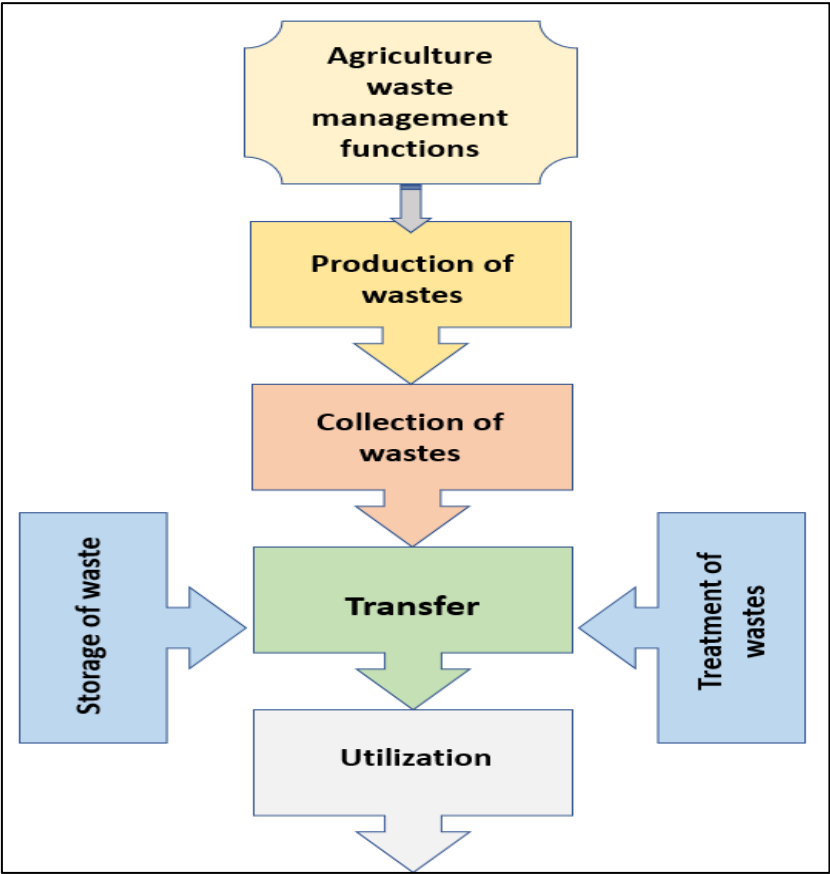 Agriculture
waste
management
functions
Production of
wastes
Collection of
wastes
Storage of waste
Transfer
Treatment of
wastes
Utilization